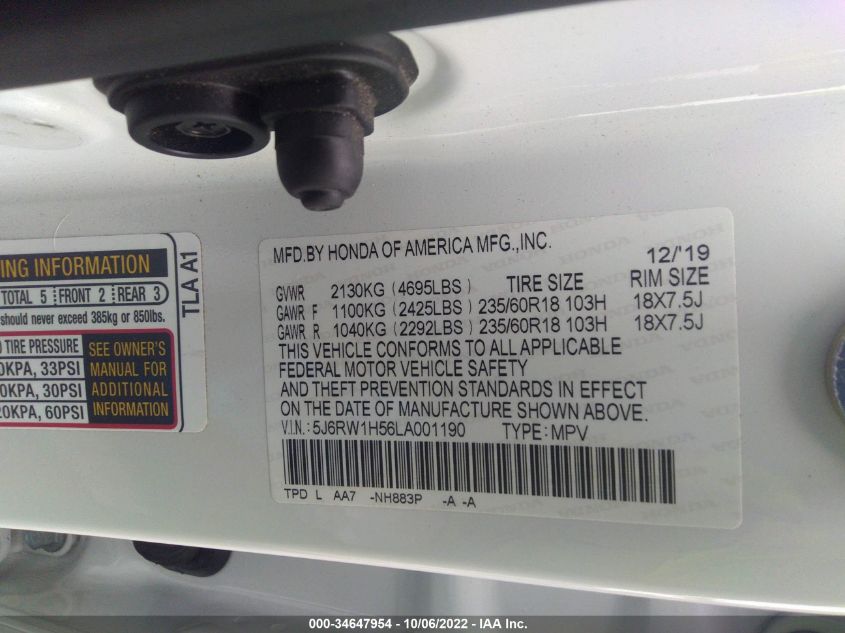 ING INFORMATION
TOTAL 5 FRONT 2 REAR 3
should never exceed 385kg or 850lbs.
TIRE PRESSURE
0KPA, 33PSI
0KPA, 30PSI
20KPA, 60PSI
SEE OWNER'S
MANUAL FOR
ADDITIONAL
INFORMATION
TLA A1
MFD.BY HONDA OF AMERICA MFG.,INC. 12/'19
GVWR 2130KG (4695LBS) TIRE SIZE RIM SIZE
GAWR F 1100KG (2425LBS) 235/60R18 103H 18X7.5J
GAWR R 1040KG (2292LBS) 235/60R18 103H 18X7.5J
THIS VEHICLE CONFORMS TO ALL APPLICABLE
FEDERAL MOTOR VEHICLE SAFETY
AND THEFT PREVENTION STANDARDS IN EFFECT
ON THE DATE OF MANUFACTURE SHOWN ABOVE.
V.I.N.: 5J6RW1H56LA001190 TYPE: MPV
TPD L AA7 -NH883P -A -A
000-34647954 - 10/06/2022 - IAA Inc.